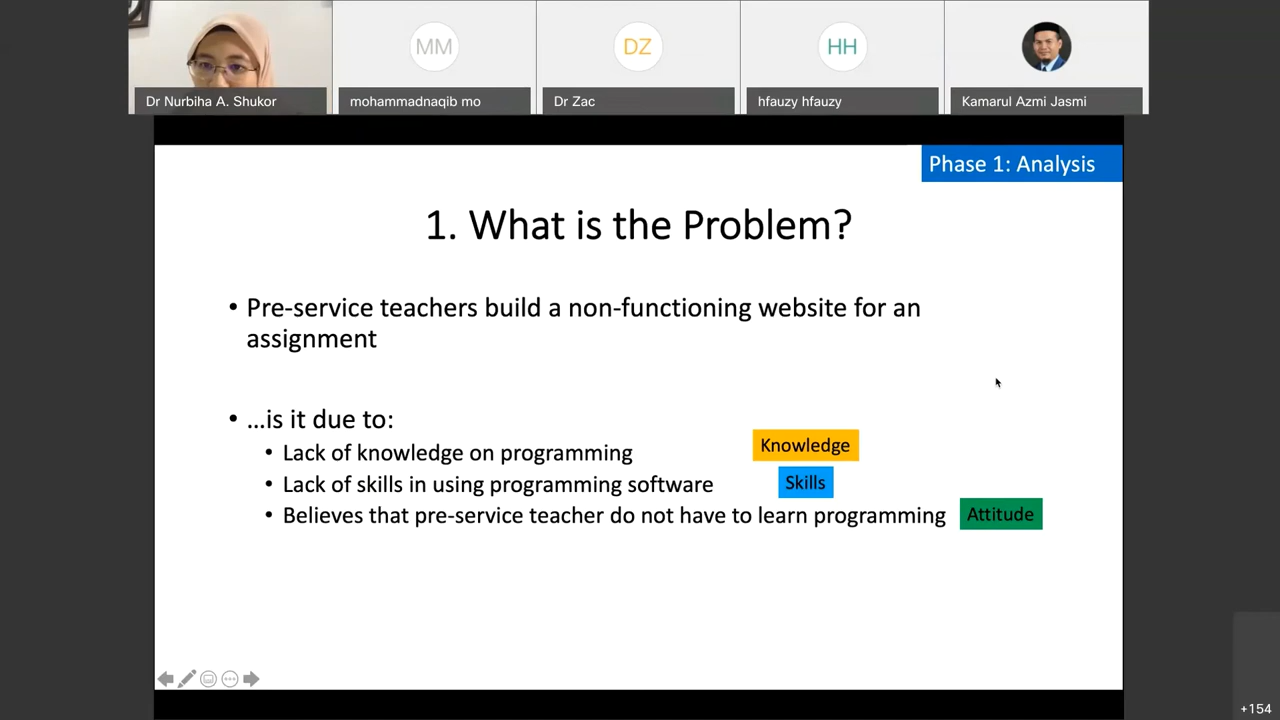 MM
DZ
HH
Dr Nurbiha A. Shukor
mohammadnaqib mo
Dr Zac
hfauzy hfauzy
Kamarul Azmi Jasmi
Phase 1: Analysis
1. What is the Problem?
• Pre-service teachers build a non-functioning website for an
assignment
• ...is it due to:
• Lack of knowledge on programming
Knowledge
• Lack of skills in using programming software
Skills
• Believes that pre-service teacher do not have to learn programming
Attitude
+154